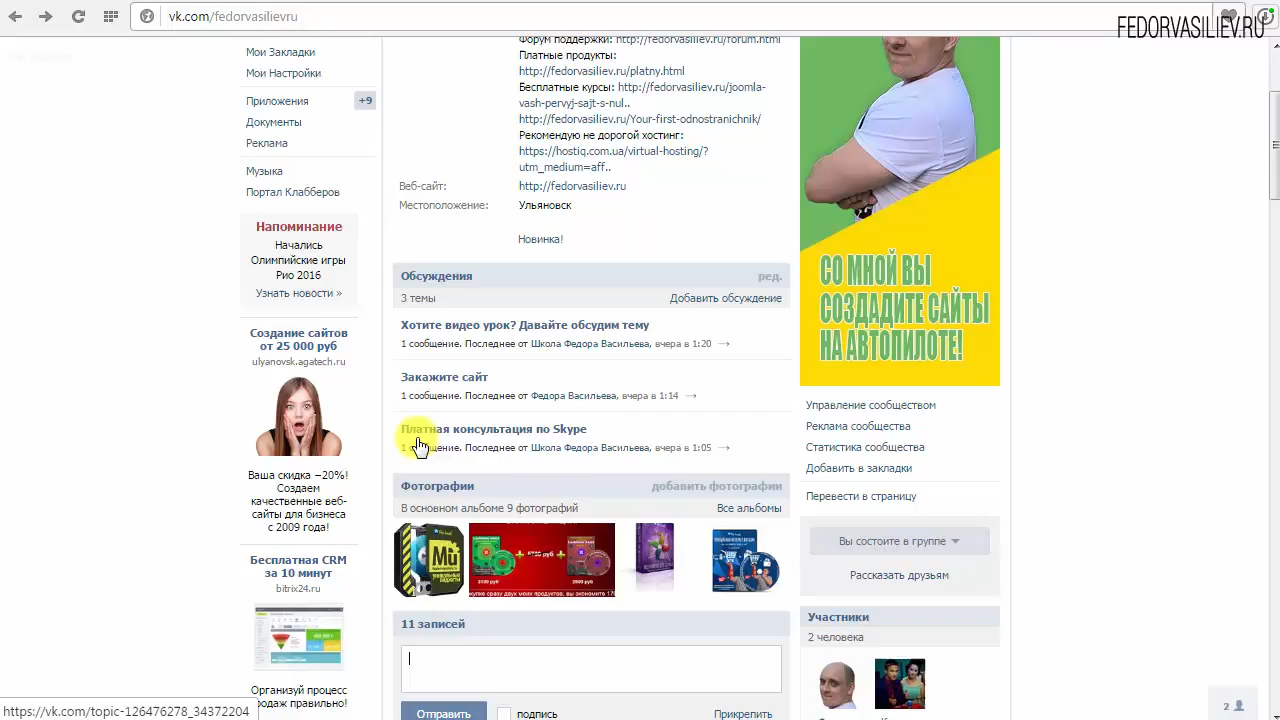 vk.com/fedorvasilievru
FEDORVASILIEV.RU
Мои Закладки
Мои Настройки
Приложения +9
Документы
Реклама
Музыка
Портал Клабберов
Напоминание
Начались
Олимпийские игры
Рио 2016
Узнать новости »
Создание сайтов
от 25 000 руб
ulyanovsk.agatech.ru
Ваша скидка −20%!
Создаем
качественные веб-
сайты для бизнеса
с 2009 года!
Бесплатная CRM
за 10 минут
bitrix24.ru
Организуй процесс
продаж правильно!
https://vk.com/topic-12647627
2204
Форум поддержки: http://fedorvasiliev.ru/forum.html
Платные продукты:
http://fedorvasiliev.ru/platny.html
Бесплатные курсы: http://fedorvasiliev.ru/joomla-
vash-pervyj-sajt-s-nul..
http://fedorvasiliev.ru/Your-first-odnostranichnik/
Рекомендую не дорогой хостинг:
https://hostiq.com.ua/virtual-hosting/?
utm_medium=aff..
Веб-сайт: http://fedorvasiliev.ru
Местоположение: Ульяновск
Новинка!
Обсуждения ред.
3 темы Добавить обсуждение
Хотите видео урок? Давайте обсудим тему
1 сообщение. Последнее от Школа Федора Васильева, вчера в 1:20 →
Закажите сайт
1 сообщение. Последнее от Федора Васильева, вчера в 1:14 →
Платная консультация по Skype
1 сообщение. Последнее от Школа Федора Васильева, вчера в 1:05 →
Фотографии добавить фотографии
В основном альбоме 9 фотографий Все альбомы
Mu
3130 руб
2500 руб
11 записей
Отправить подпись Прикрепить
СО МНОЙ ВЫ
СОЗДАДИТЕ САЙТЫ
НА АВТОПИЛОТЕ!
Управление сообществом
Реклама сообщества
Статистика сообщества
Добавить в закладки
Перевести в страницу
Вы состоите в группе
Рассказать друзьям
Участники
2 человека
2